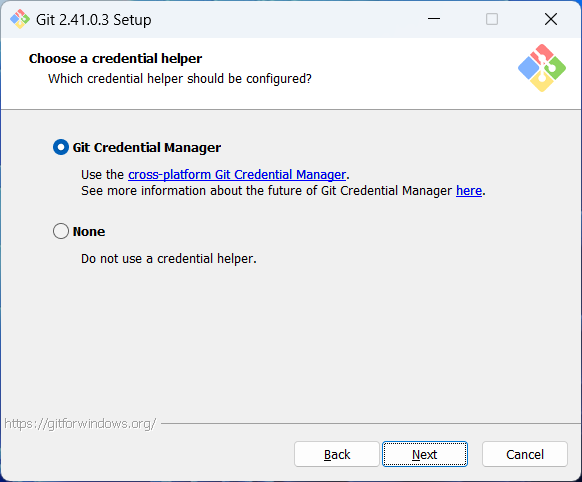 Git 2.41.0.3 Setup
Choose a credential helper
Which credential helper should be configured?
Git Credential Manager
Use the cross-platform Git Credential Manager.
See more information about the future of Git Credential Manager here.
None
Do not use a credential helper.
https://gitforwindows.org/
Back Next Cancel